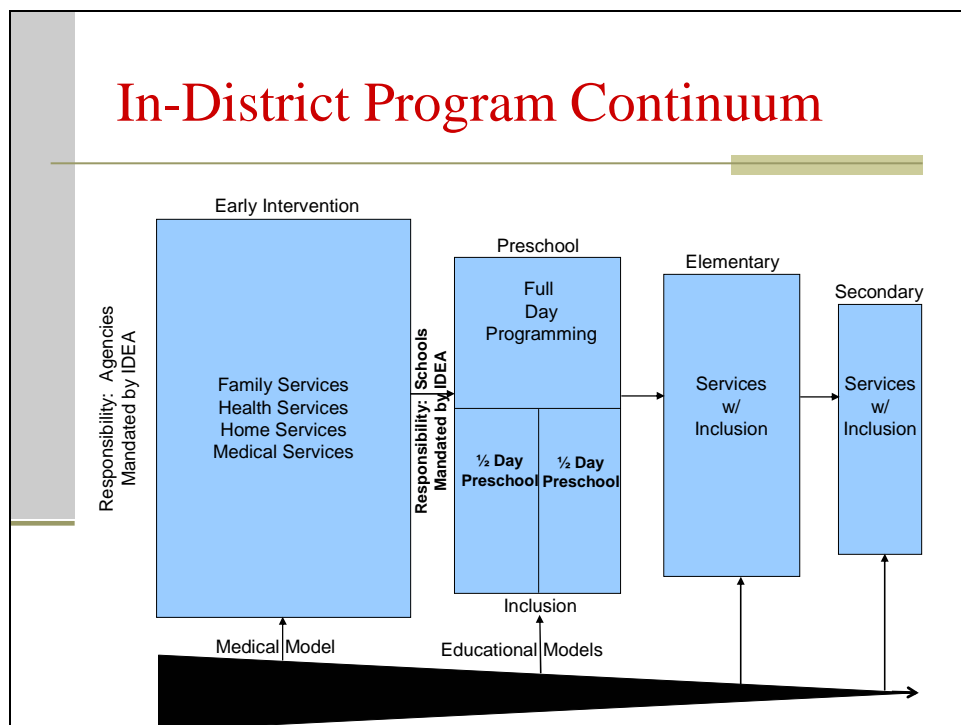 In-District Program Continuum
Early Intervention
Responsibility: Agencies
Mandated by IDEA
Family Services
Health Services
Home Services
Medical Services
Responsibility: Schools
Mandated by IDEA
Preschool
Full
Day
Programming
½ Day
Preschool
½ Day
Preschool
Inclusion
Elementary
Services
w/
Inclusion
Secondary
Services
w/
Inclusion
Medical Model
Educational Models